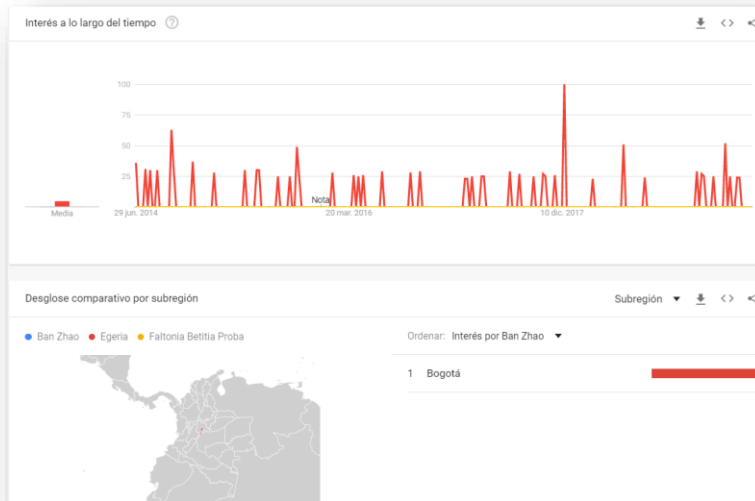 Interés a lo largo del tiempo
100
75
50
25
Nota
Media
29 jun. 2014
20 mar. 2016
10 dic. 2017
Desglose comparativo por subregión
Subregión
Ban Zhao
Egeria
Faltonia Betitia Proba
Ordenar: Interés por Ban Zhao
1 Bogotá